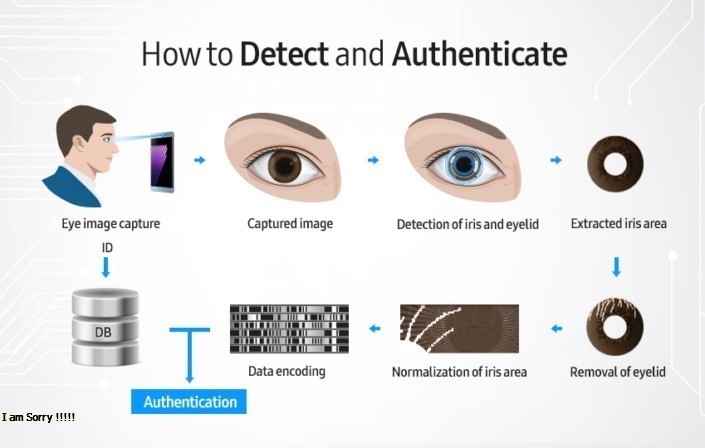 How to Detect and Authenticate
Eye image capture
Captured image
Detection of iris and eyelid
Extracted iris area
ID
DB
Data encoding
Normalization of iris area
Removal of eyelid
Authentication
I am Sorry !!!!!